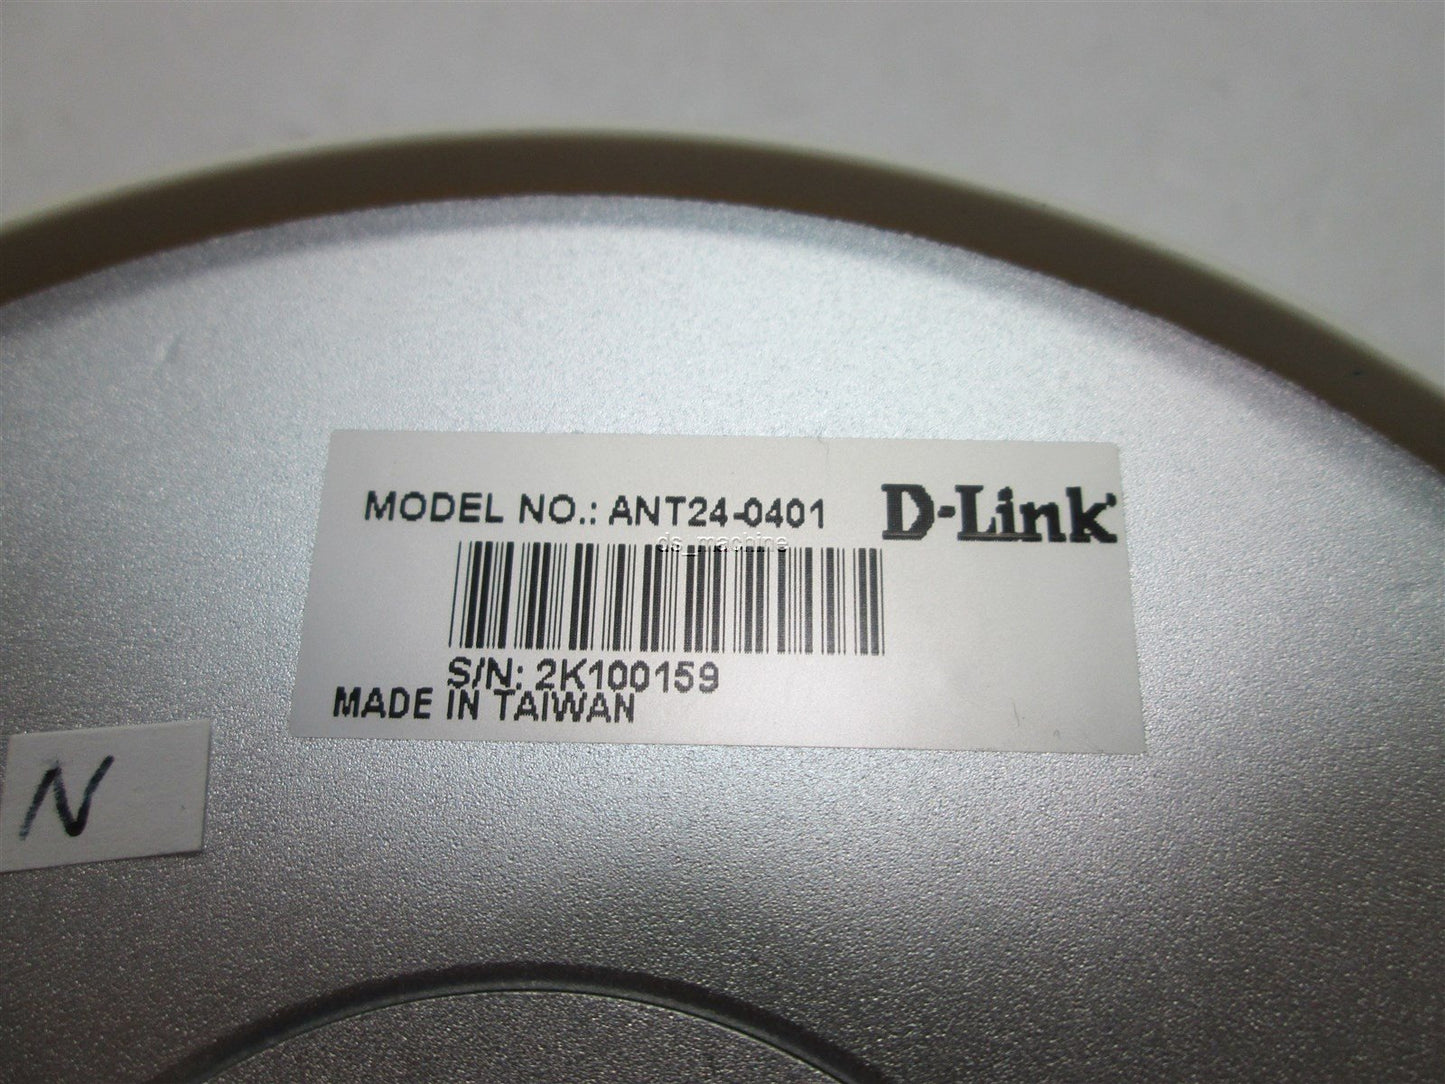 MODEL NO.: ANT24-0401 D-Link
ds_machine
S/N: 2K100159
MADE IN TAIWAN
N